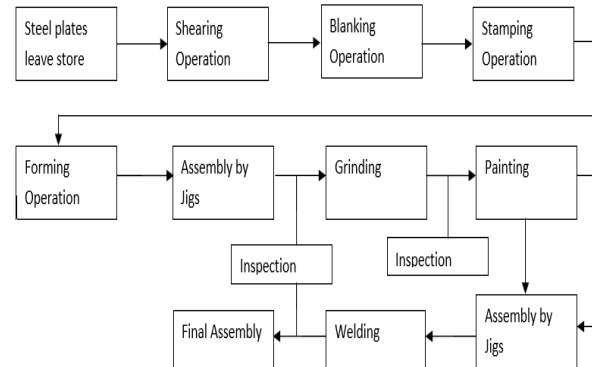 Steel plates
leave store
Shearing
Operation
Blanking
Operation
Stamping
Operation
Forming
Operation
Assembly by
Jigs
Grinding
Painting
Inspection
Inspection
Final Assembly
Welding
Assembly by
Jigs